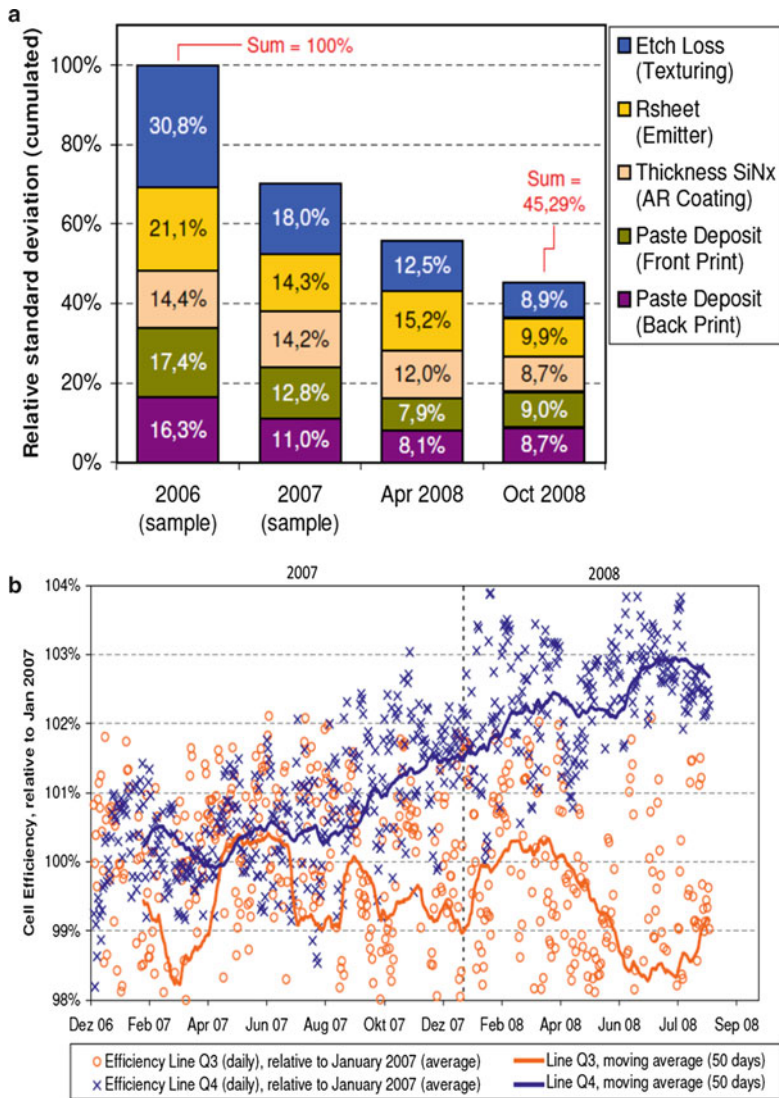 a
Relative standard deviation (cumulated)
100%
80%
60%
40%
20%
0%
Sum = 100%
Sum =
45,29%
30,8%
21,1%
14,4%
17,4%
16,3%
18,0%
14,3%
14,2%
12,8%
11,0%
12,5%
15,2%
12,0%
7,9%
8,1%
8,9%
9,9%
8,7%
9,0%
8,7%
2006
(sample)
2007
(sample)
Apr 2008
Oct 2008
Etch Loss
(Texturing)
Rsheet
(Emitter)
Thickness SiNx
(AR Coating)
Paste Deposit
(Front Print)
Paste Deposit
(Back Print)
b
2007
2008
Cell Efficiency, relative to Jan 2007
104%
103%
102%
101%
100%
99%
98%
Dez 06
Feb 07
Apr 07
Jun 07
Aug 07
Okt 07
Dez 07
Feb 08
Apr 08
Jun 08
Jul 08
Sep 08
Efficiency Line Q3 (daily), relative to January 2007 (average)
Line Q3, moving average (50 days)
Efficiency Line Q4 (daily), relative to January 2007 (average)
Line Q4, moving average (50 days)